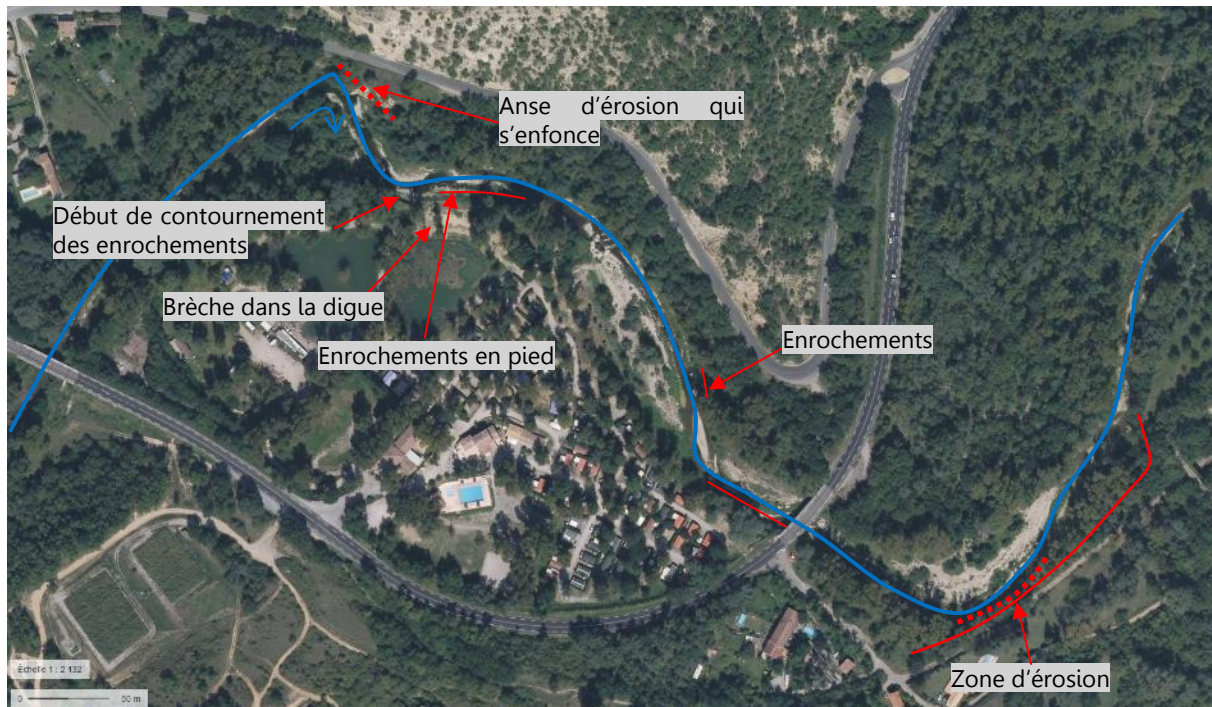 Anse d'érosion qui
s'enfonce
Début de contournement
des enrochements
Brèche dans la digue
Enrochements en pied
Enrochements
Zone d'érosion
Échelle 1 : 2 132
0 50 m